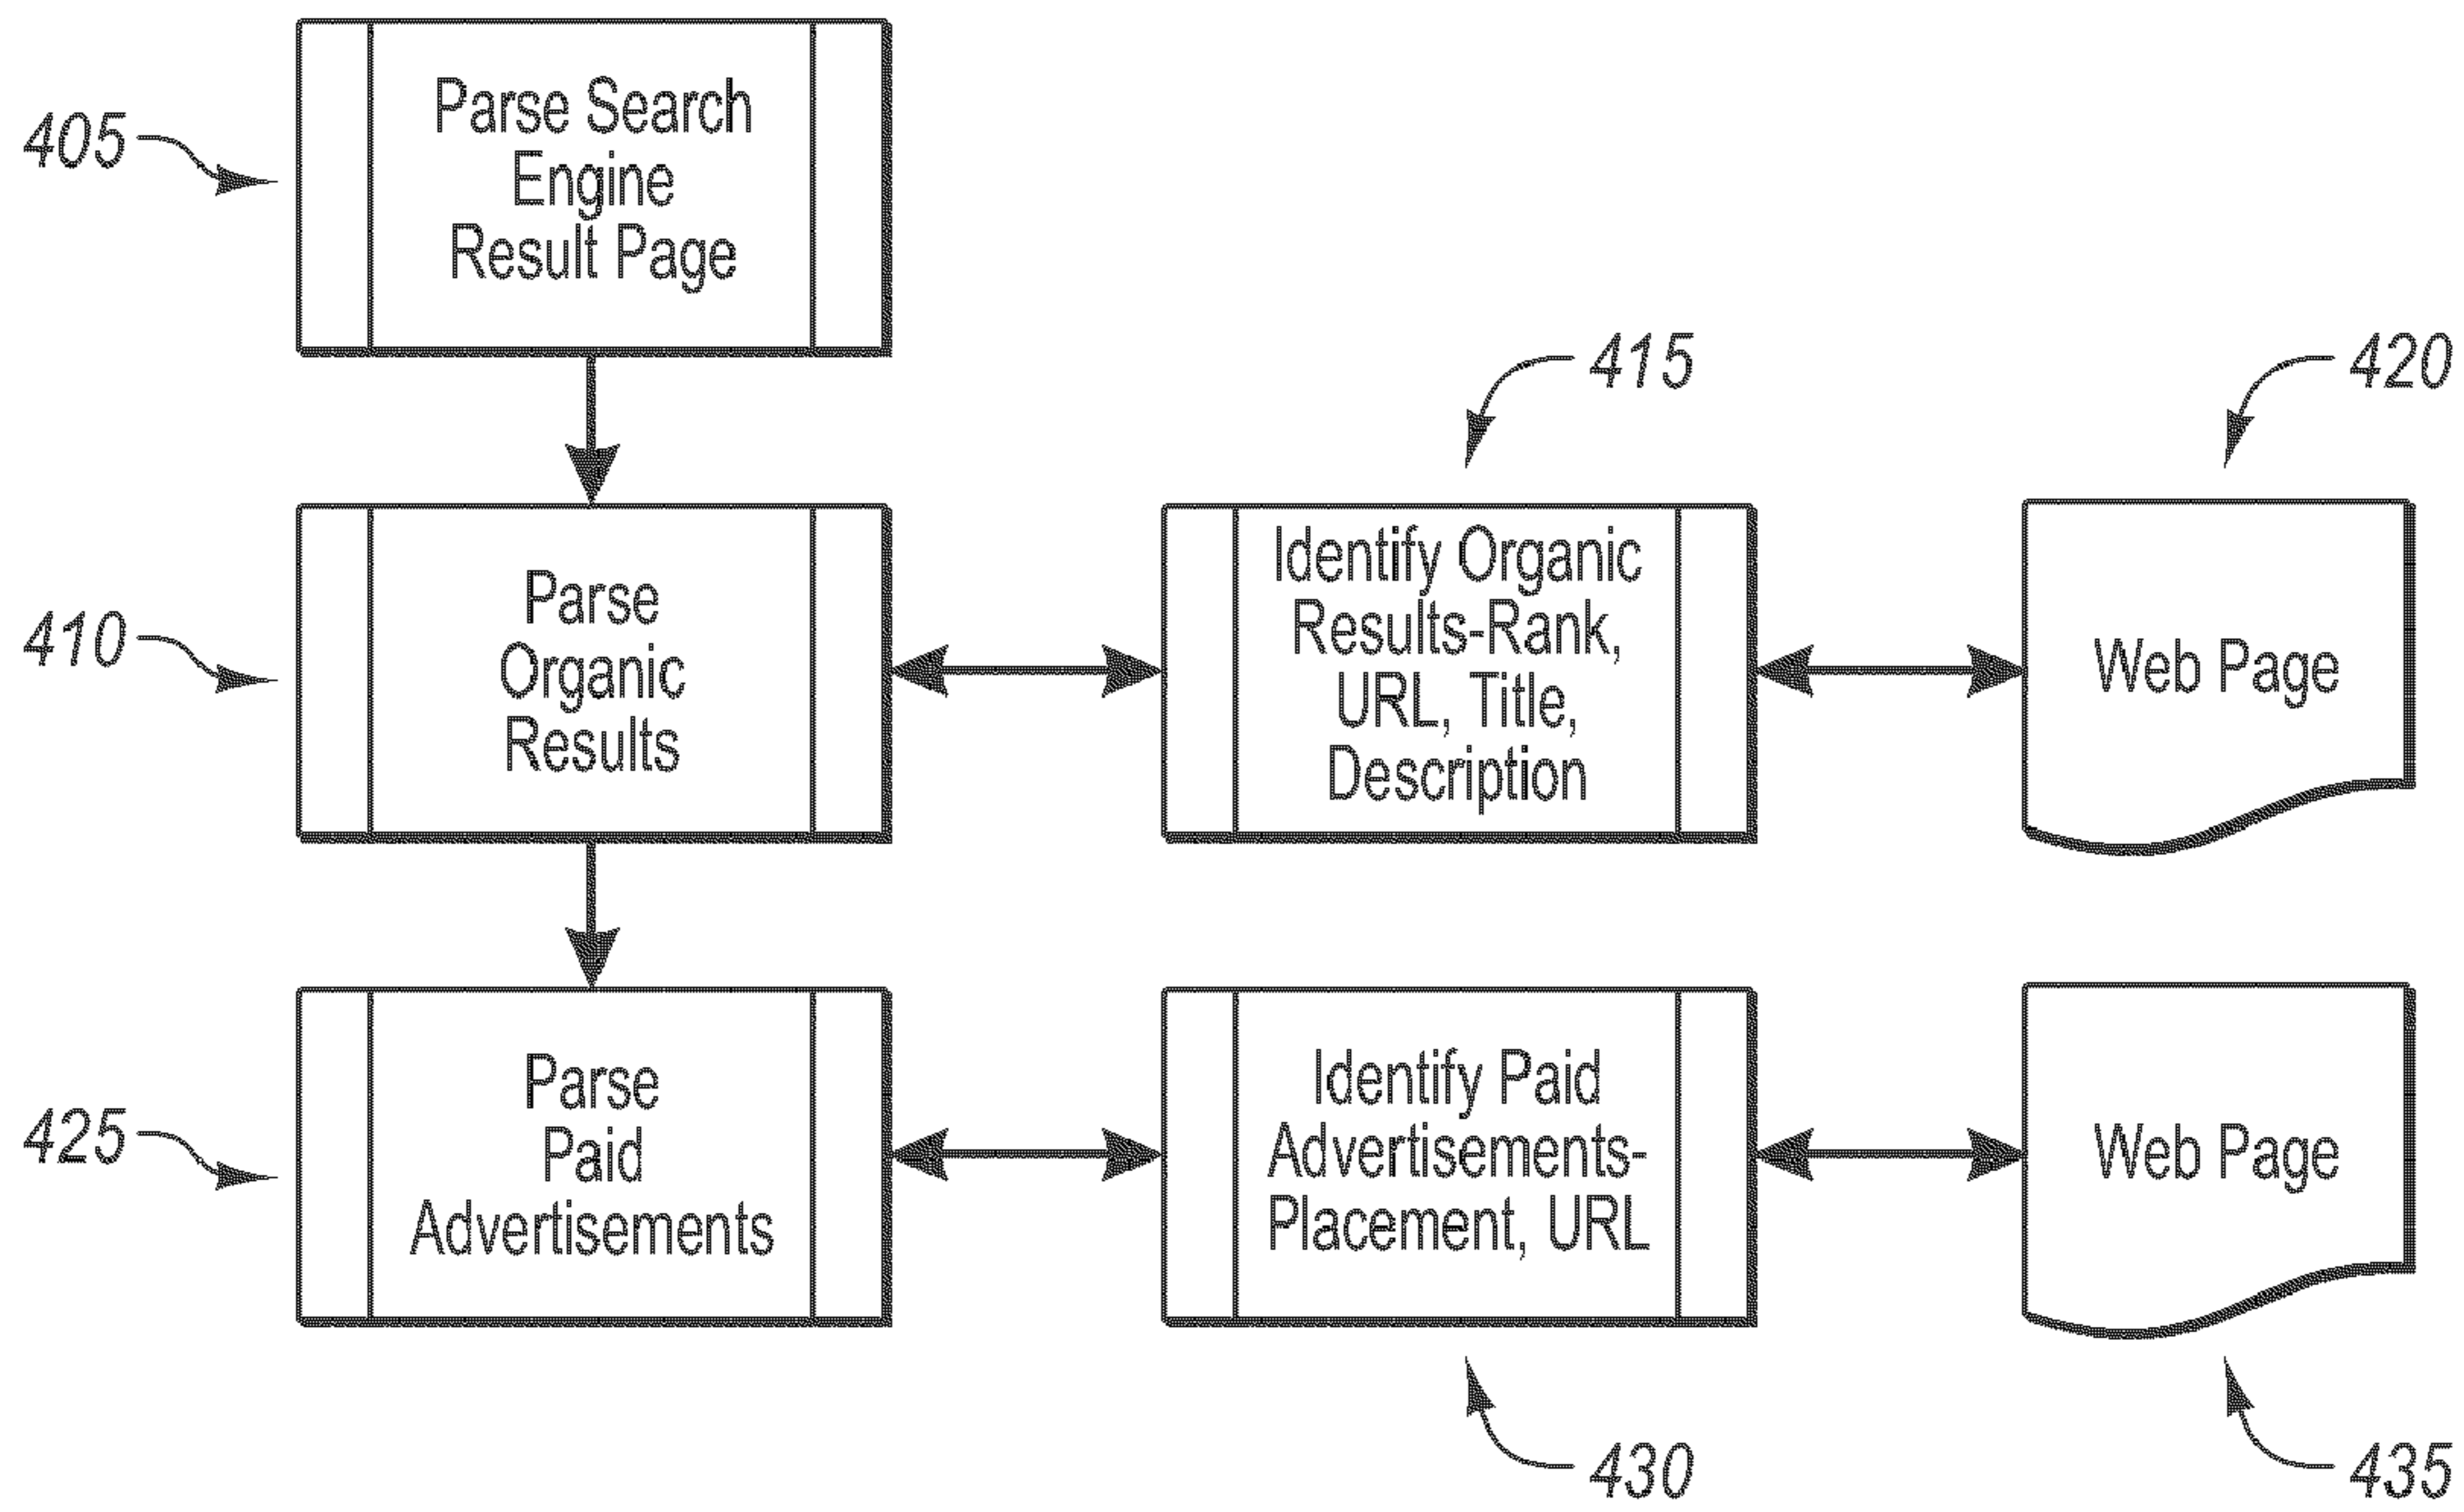 405
Parse Search
Engine
Result Page
415
420
410
Parse
Organic
Results
Identify Organic
Results-Rank,
URL, Title,
Description
Web Page
425
Parse
Paid
Advertisements
Identify Paid
Advertisements-
Placement, URL
Web Page
430
435